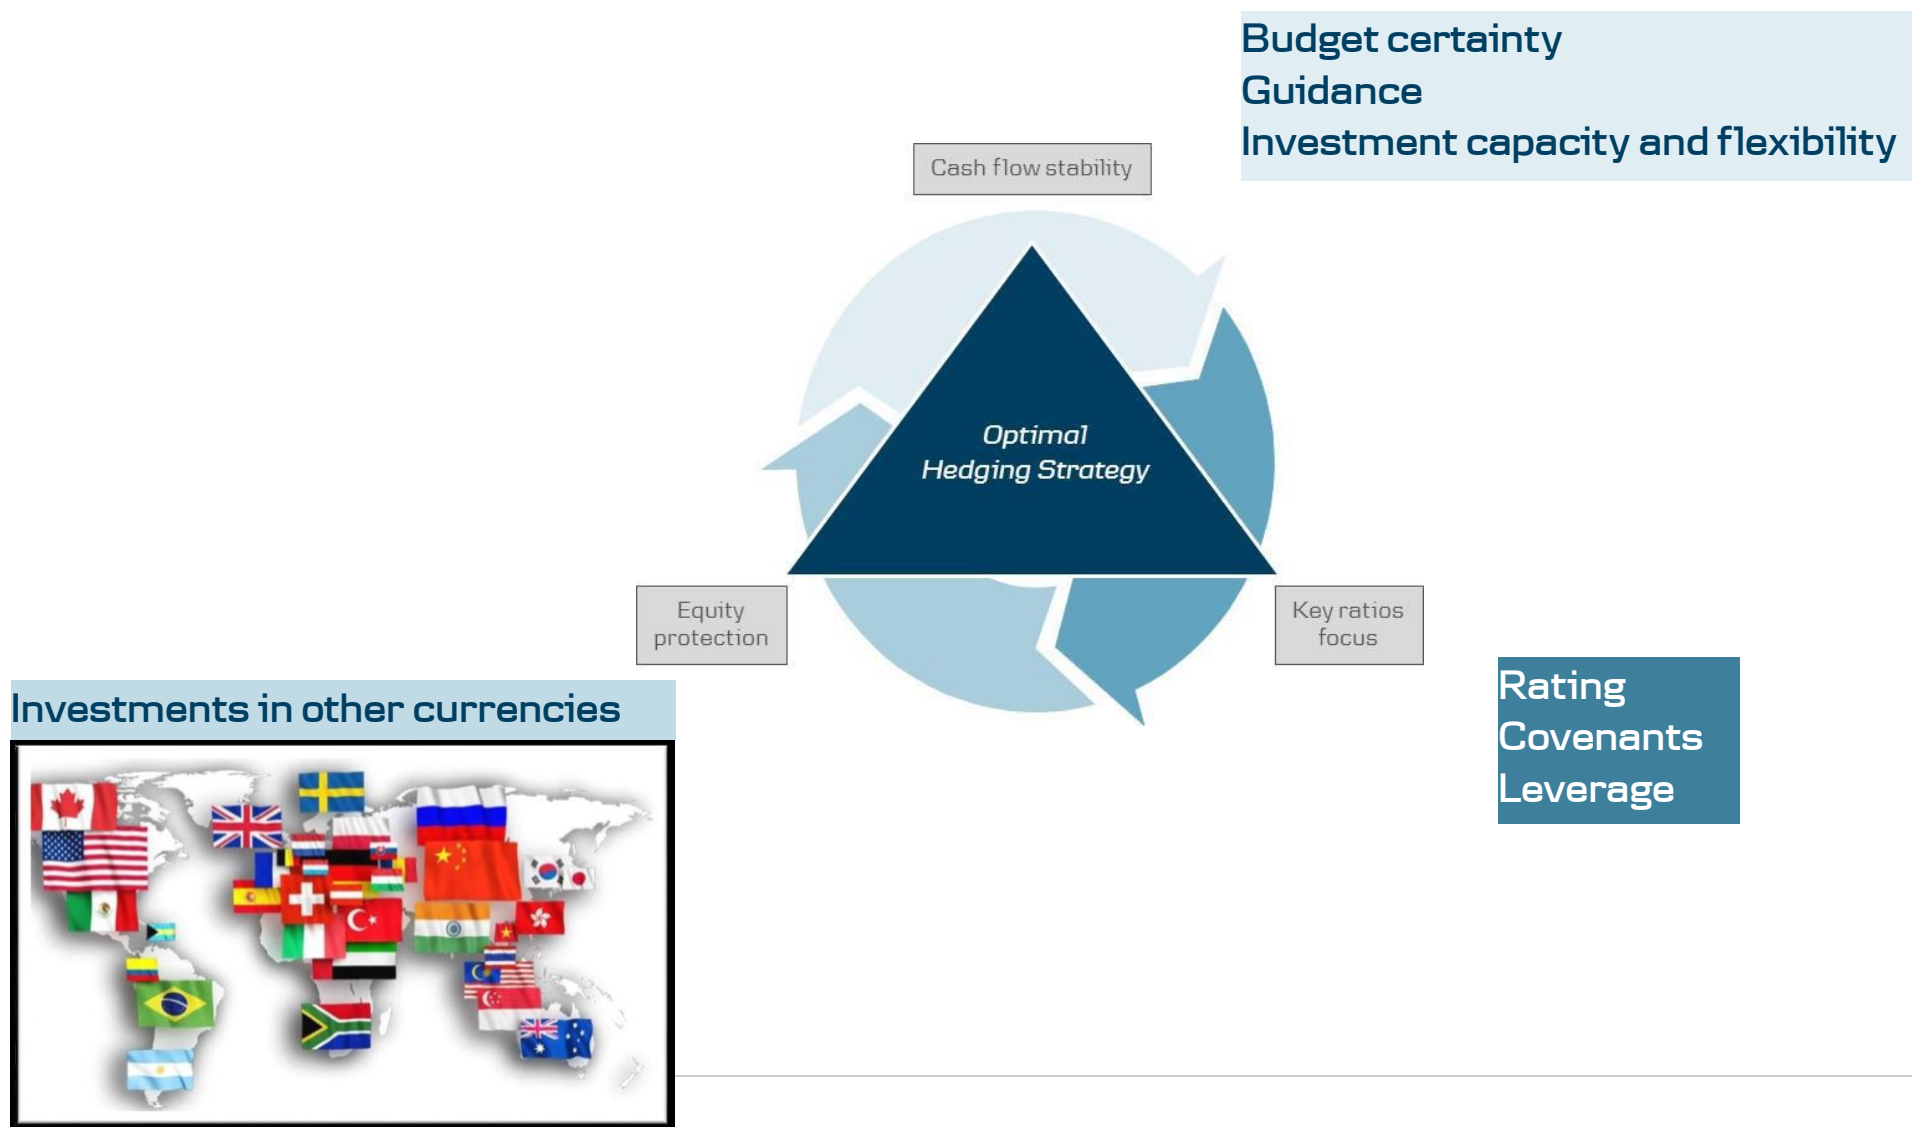 Budget certainty
Guidance
Investment capacity and flexibility
Cash flow stability
Optimal
Hedging Strategy
Equity
protection
Key ratios
focus
Investments in other currencies
Rating
Covenants
Leverage